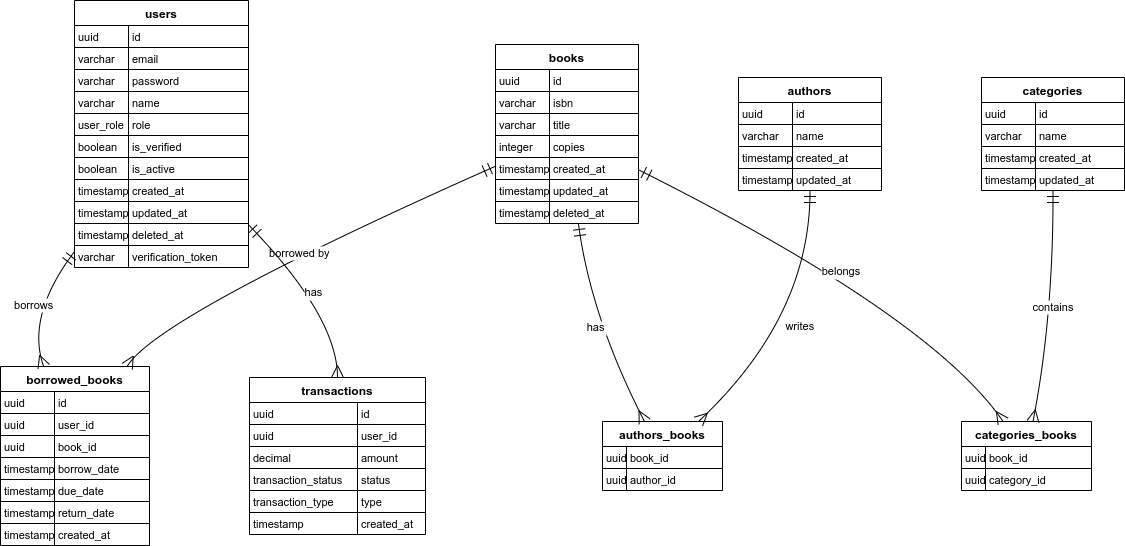 users
uuid id
varchar email
varchar password
varchar name
user_role role
boolean is_verified
boolean is_active
timestamp created_at
timestamp updated_at
timestamp deleted_at
varchar verification_token
books
uuid id
varchar isbn
varchar title
integer copies
timestamp created_at
timestamp updated_at
timestamp deleted_at
authors
uuid id
varchar name
timestamp created_at
timestamp updated_at
categories
uuid id
varchar name
timestamp created_at
timestamp updated_at
borrows
borrowed by
has
has
writes
belongs
contains
borrowed_books
uuid id
uuid user_id
uuid book_id
timestamp borrow_date
timestamp due_date
timestamp return_date
timestamp created_at
transactions
uuid id
uuid user_id
decimal amount
transaction_status status
transaction_type type
timestamp created_at
authors_books
uuid book_id
uuid author_id
categories_books
uuid book_id
uuid category_id